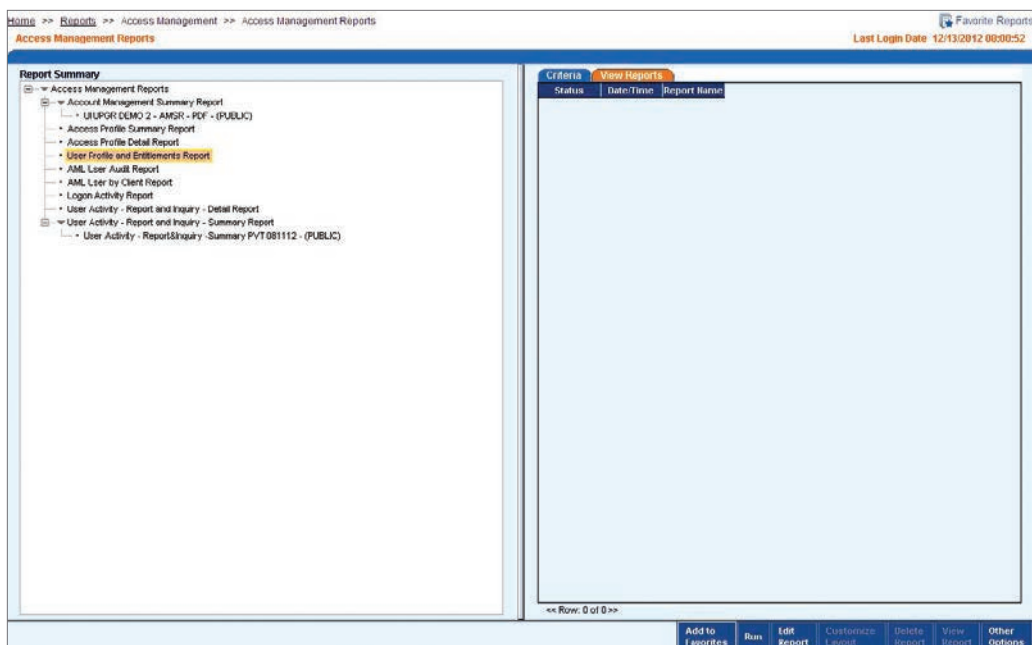 Home >> Reports >> Access Management >> Access Management Reports
Favorite Reports
Access Management Reports
Last Login Date 12/13/2012 00:00:52
Report Summary
Access Management Reports
Account Management Summary Report
UIUPGR DEMO 2 - AMSR - PDF - (PUBLIC)
Access Profile Summary Report
Access Profile Detail Report
User Profile and Entitlements Report
AML User Audit Report
AML User by Client Report
Logon Activity Report
User Activity - Report and Inquiry - Detail Report
User Activity - Report and Inquiry - Summary Report
User Activity - Report&Inquiry -Summary PVT 081112 - (PUBLIC)
Criteria View Reports
Status Date/Time Report Name
<< Row: 0 of 0 >>
Add to Favorites Run Edit Report Customize Layout Delete Report View Report Other Options